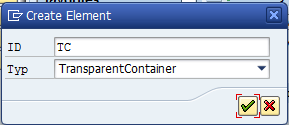 Create Element
ID TC
Typ TransparentContainer